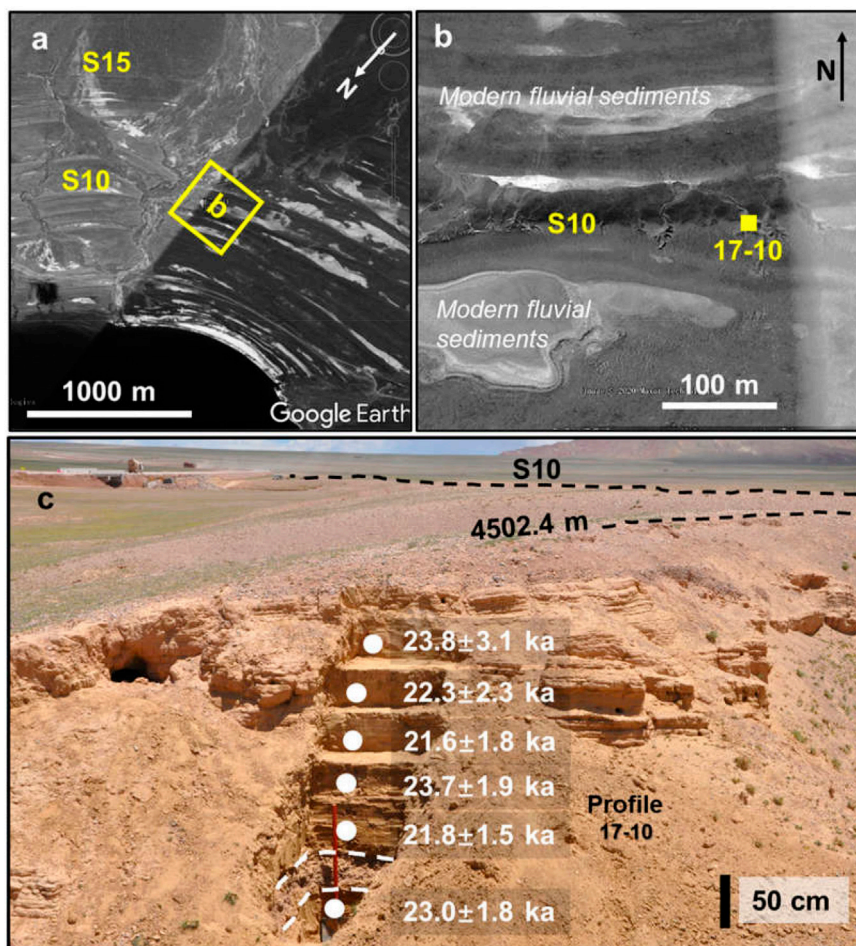 a
S15
N
S10
b
1000 m
Google Earth
b
N
Modern fluvial sediments
S10
17-10
Modern fluvial
sediments
100 m
c
S10
4502.4 m
23.8±3.1 ka
22.3±2.3 ka
21.6±1.8 ka
23.7±1.9 ka
21.8±1.5 ka
23.0±1.8 ka
Profile
17-10
50 cm